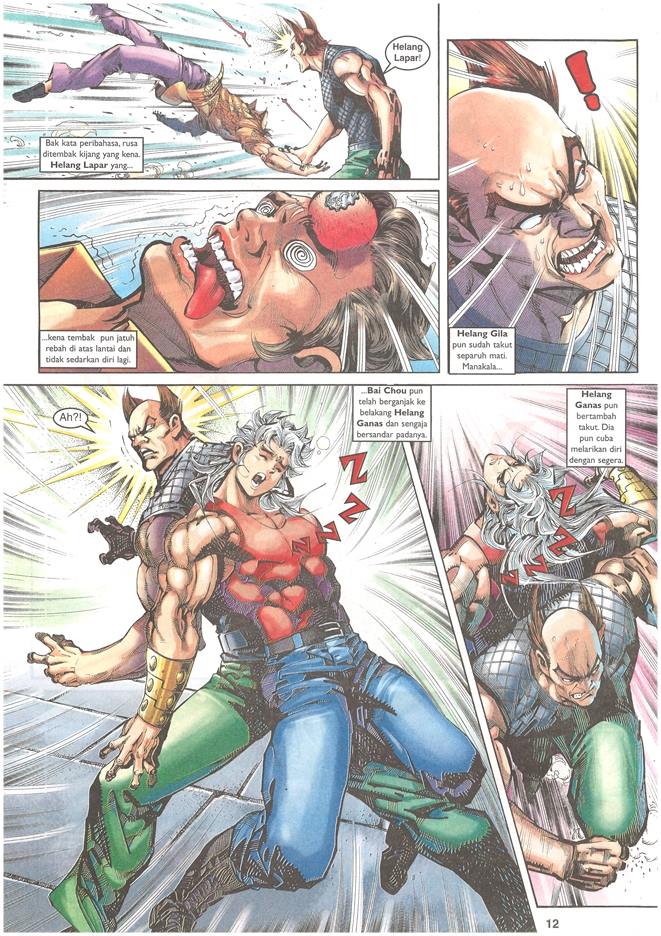 Helang
Lapar!
Bak kata peribahasa, rusa
ditembak kijang yang kena.
Helang Lapar yang...
!
...kena tembak pun jatuh
rebah di atas lantai dan
tidak sedarkan diri lagi.
Helang Gila
pun sudah takut
separuh mati.
Manakala...
Ah?!
...Bai Chou pun
telah berganjak ke
belakang Helang
Ganas dan sengaja
bersandar padanya.
Z
Z
Z
Z
Helang
Ganas pun
bertambah
takut. Dia
pun cuba
melarikan diri
dengan segera.
Z
Z
Z
Z
12